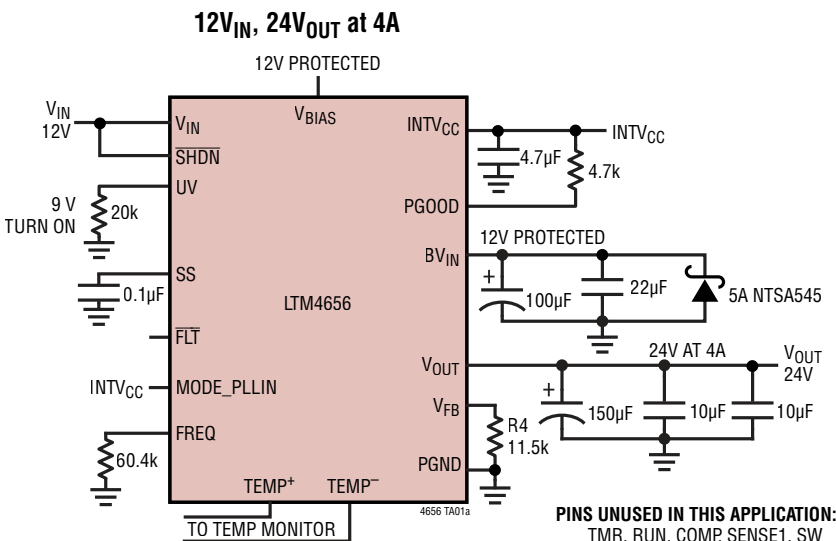 12VIN, 24VOUT at 4A
12V PROTECTED
VIN
12V
VIN
VBIAS
INTVCC
INTVCC
SHDN
4.7µF
4.7k
UV
9 V
TURN ON
20k
PGOOD
12V PROTECTED
BVIN
SS
0.1µF
+
100µF
22µF
5A NTSA545
LTM4656
FLT
24V AT 4A
VOUT
VOUT
24V
INTVCC
MODE_PLLIN
+
150µF
10µF
10µF
VFB
R4
11.5k
FREQ
60.4k
PGND
TEMP+
TEMP–
4656 TA01a
TO TEMP MONITOR
PINS UNUSED IN THIS APPLICATION:
TMR, RUN, COMP, SENSE1, SW